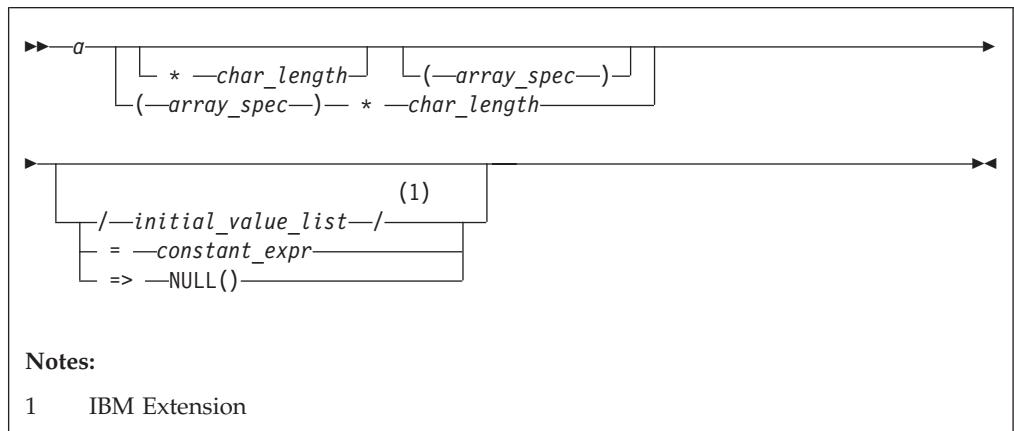 a
* char_length (array_spec)
(array_spec) * char_length
(1)
/initial_value_list/
= constant_expr
=> NULL()
Notes:
1 IBM Extension